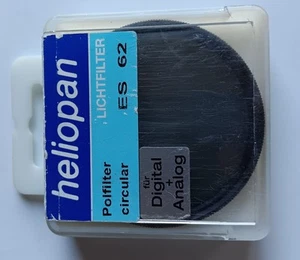 heliopan
LICHTFILTER
ES 62
Polfilter
circular
für
Digital
+
Analog